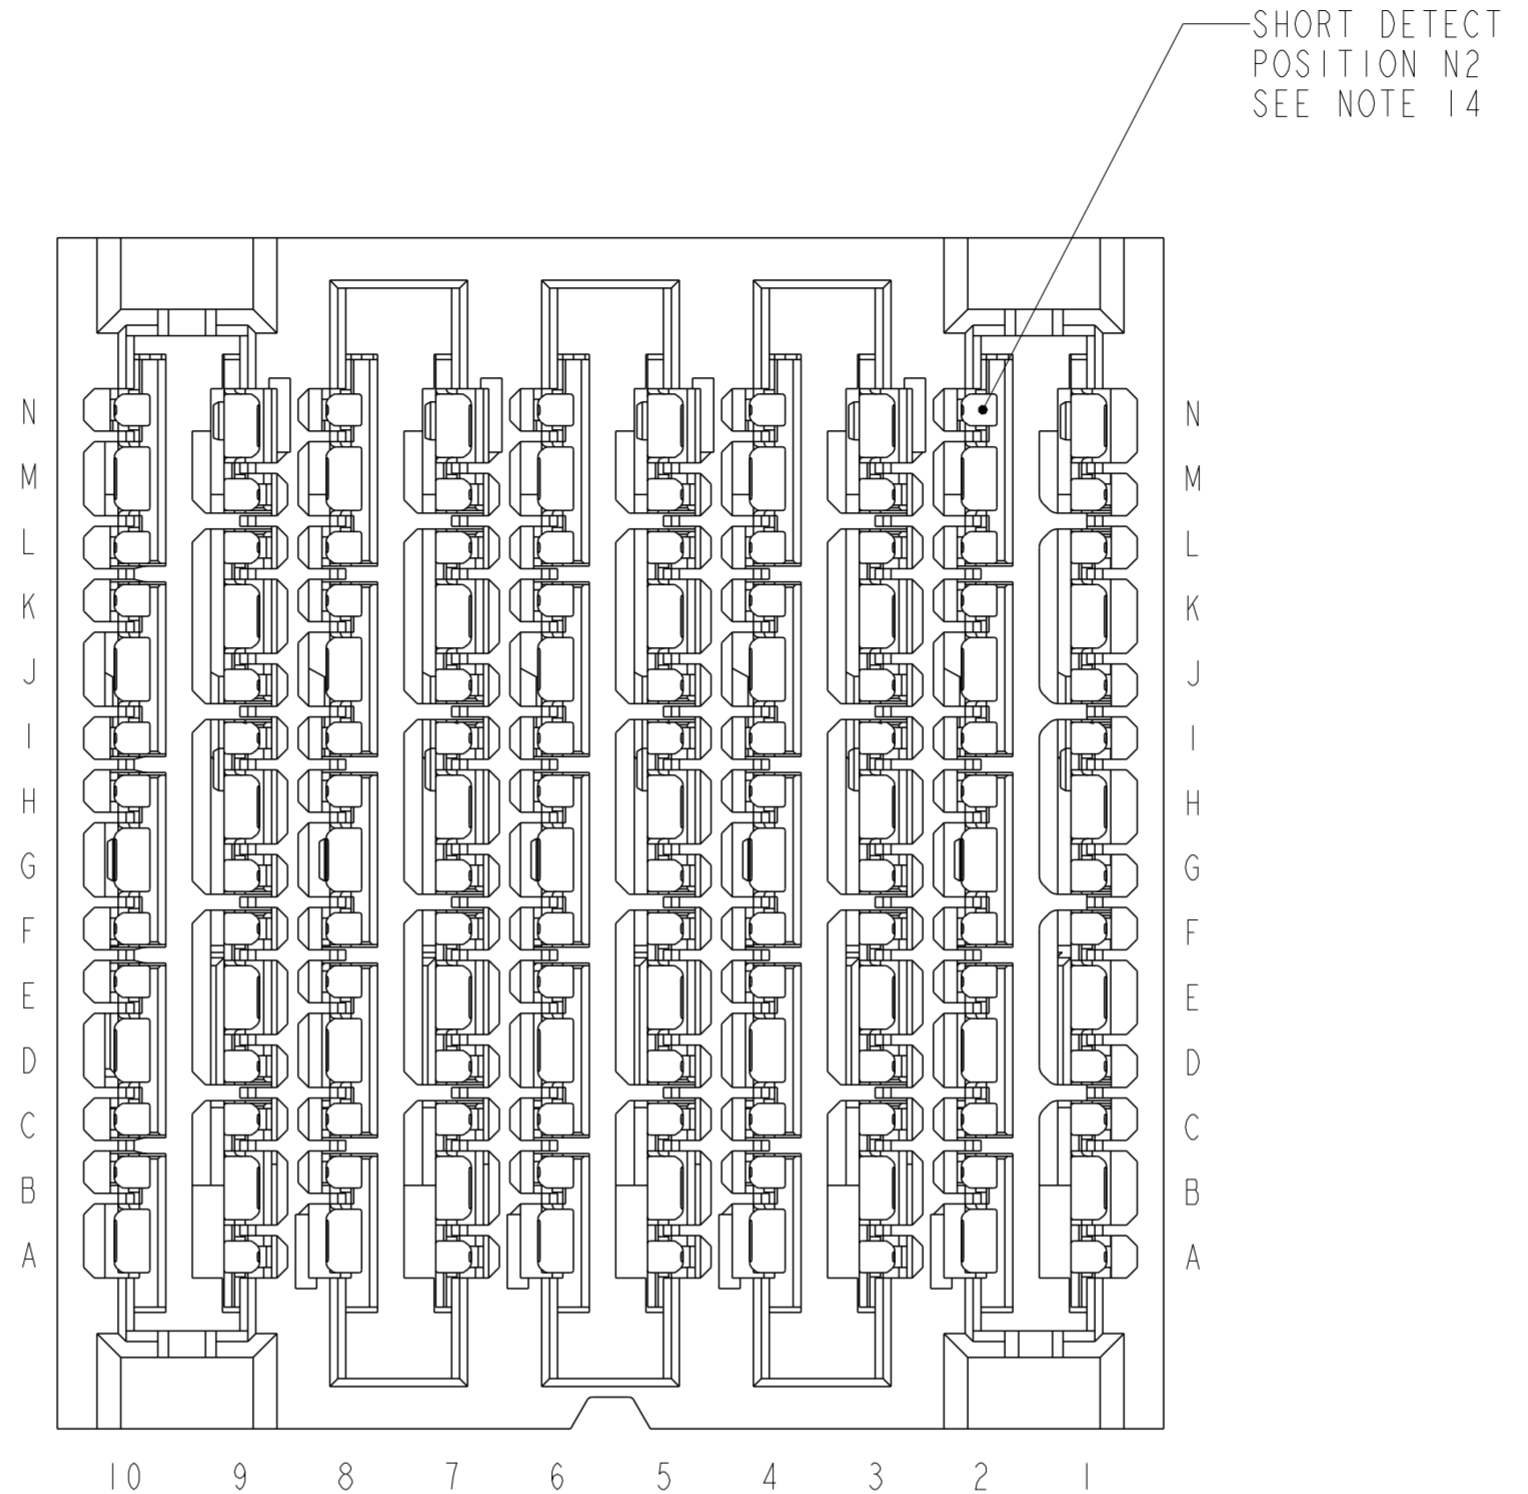 SHORT DETECT
POSITION N2
SEE NOTE 14
N N
M M
L L
K K
J J
I I
H H
G G
F F
E E
D D
C C
B B
A A
10 9 8 7 6 5 4 3 2 1